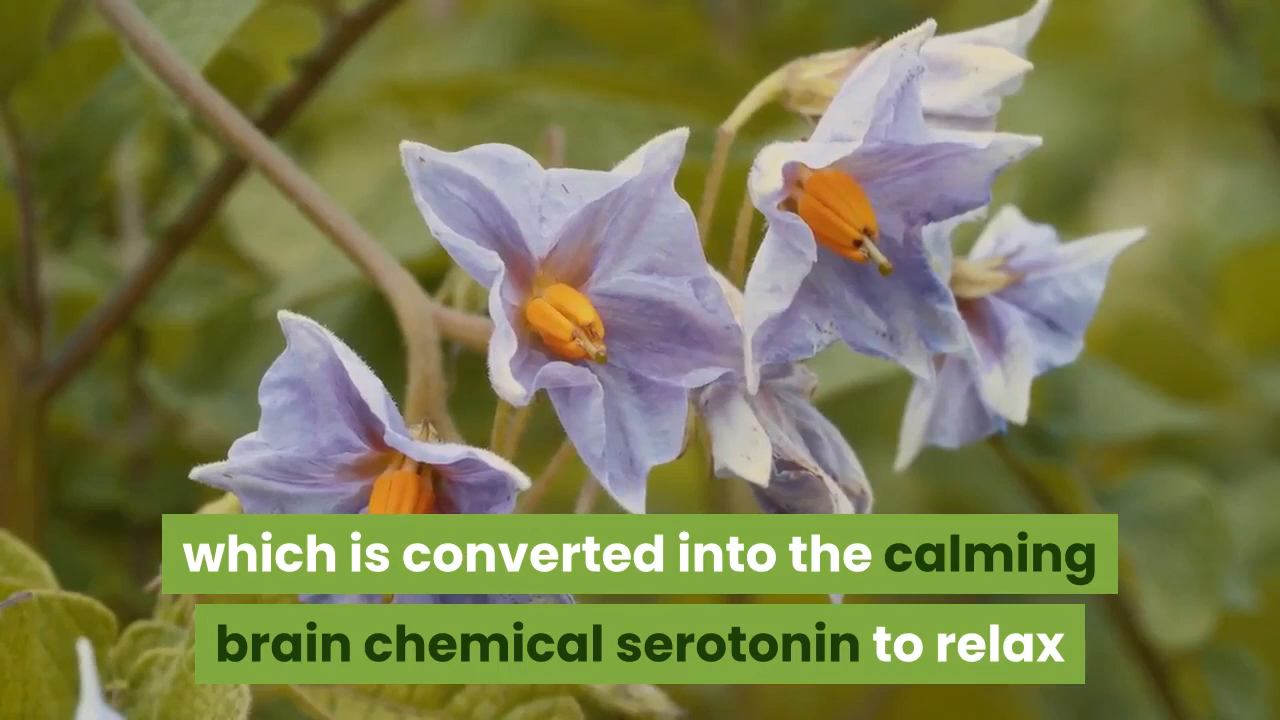 which is converted into the calming
brain chemical serotonin to relax